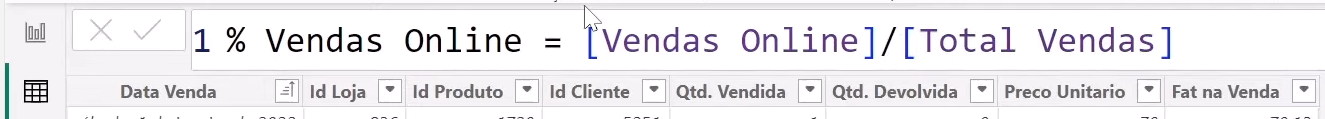 1 % Vendas Online = [Vendas Online]/[Total Vendas]
Data Venda Id Loja Id Produto Id Cliente Qtd. Vendida Qtd. Devolvida Preco Unitario Fat na Venda